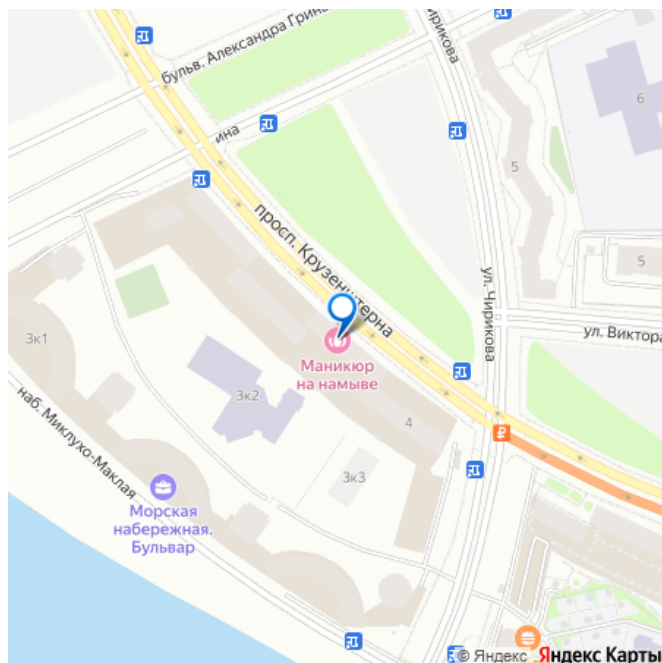 бульв. Александра Грина
ина
Чирикова
6
5
просп. Крузенштерна
5
ул. Чирикова
ул. Виктора
3к1
Маникюр
на намыве
3к2
4
наб. Миклухо-Маклая
3к3
Морская
набережная.
Бульвар
© Яндекс Яндекс Карты